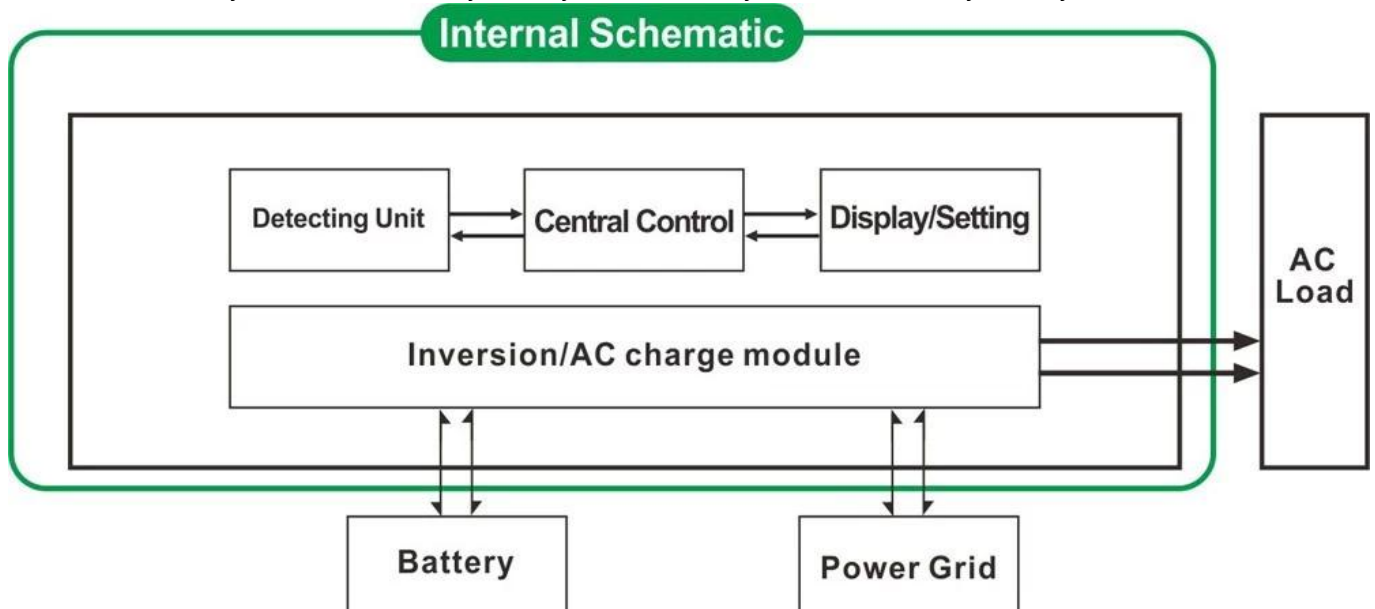 Internal Schematic
Detecting Unit
Central Control
Display/Setting
AC
Load
Inversion/AC charge module
Battery
Power Grid